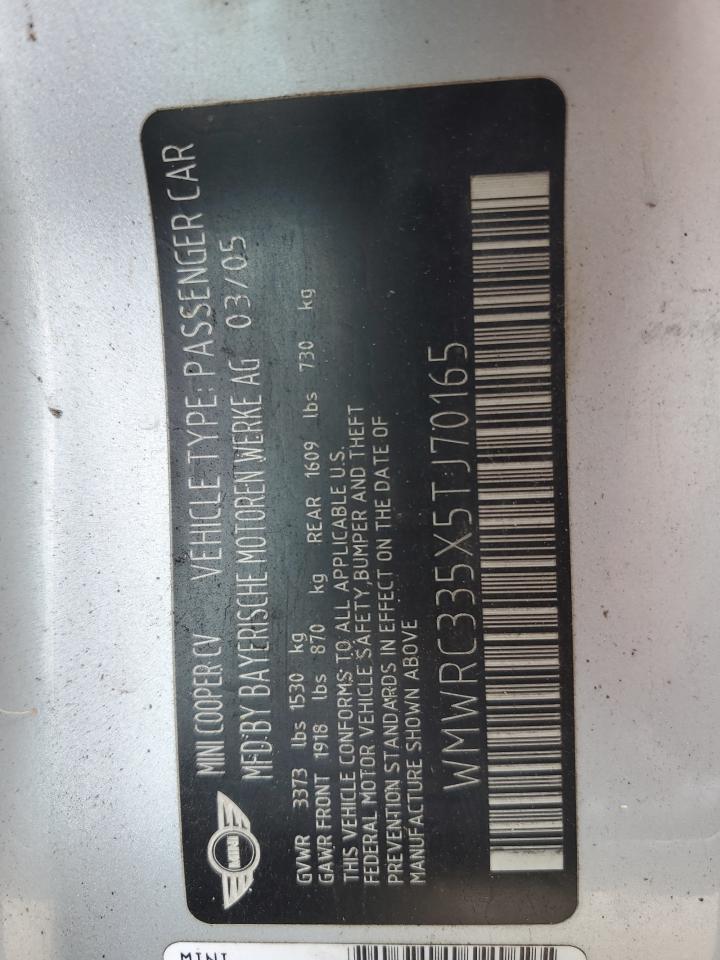 MINI
MINI COOPER CV VEHICLE TYPE: PASSENGER CAR
MFD BY BAYERISCHE MOTOREN WERKE AG 03/05
GVWR 3373 lbs 1530 kg
GAWR FRONT 1918 lbs 870 kg REAR 1609 lbs 730 kg
THIS VEHICLE CONFORMS TO ALL APPLICABLE U.S.
FEDERAL MOTOR VEHICLE SAFETY,BUMPER AND THEFT
PREVENTION STANDARDS IN EFFECT ON THE DATE OF
MANUFACTURE SHOWN ABOVE
WMWRC335X5TJ70165
MINI